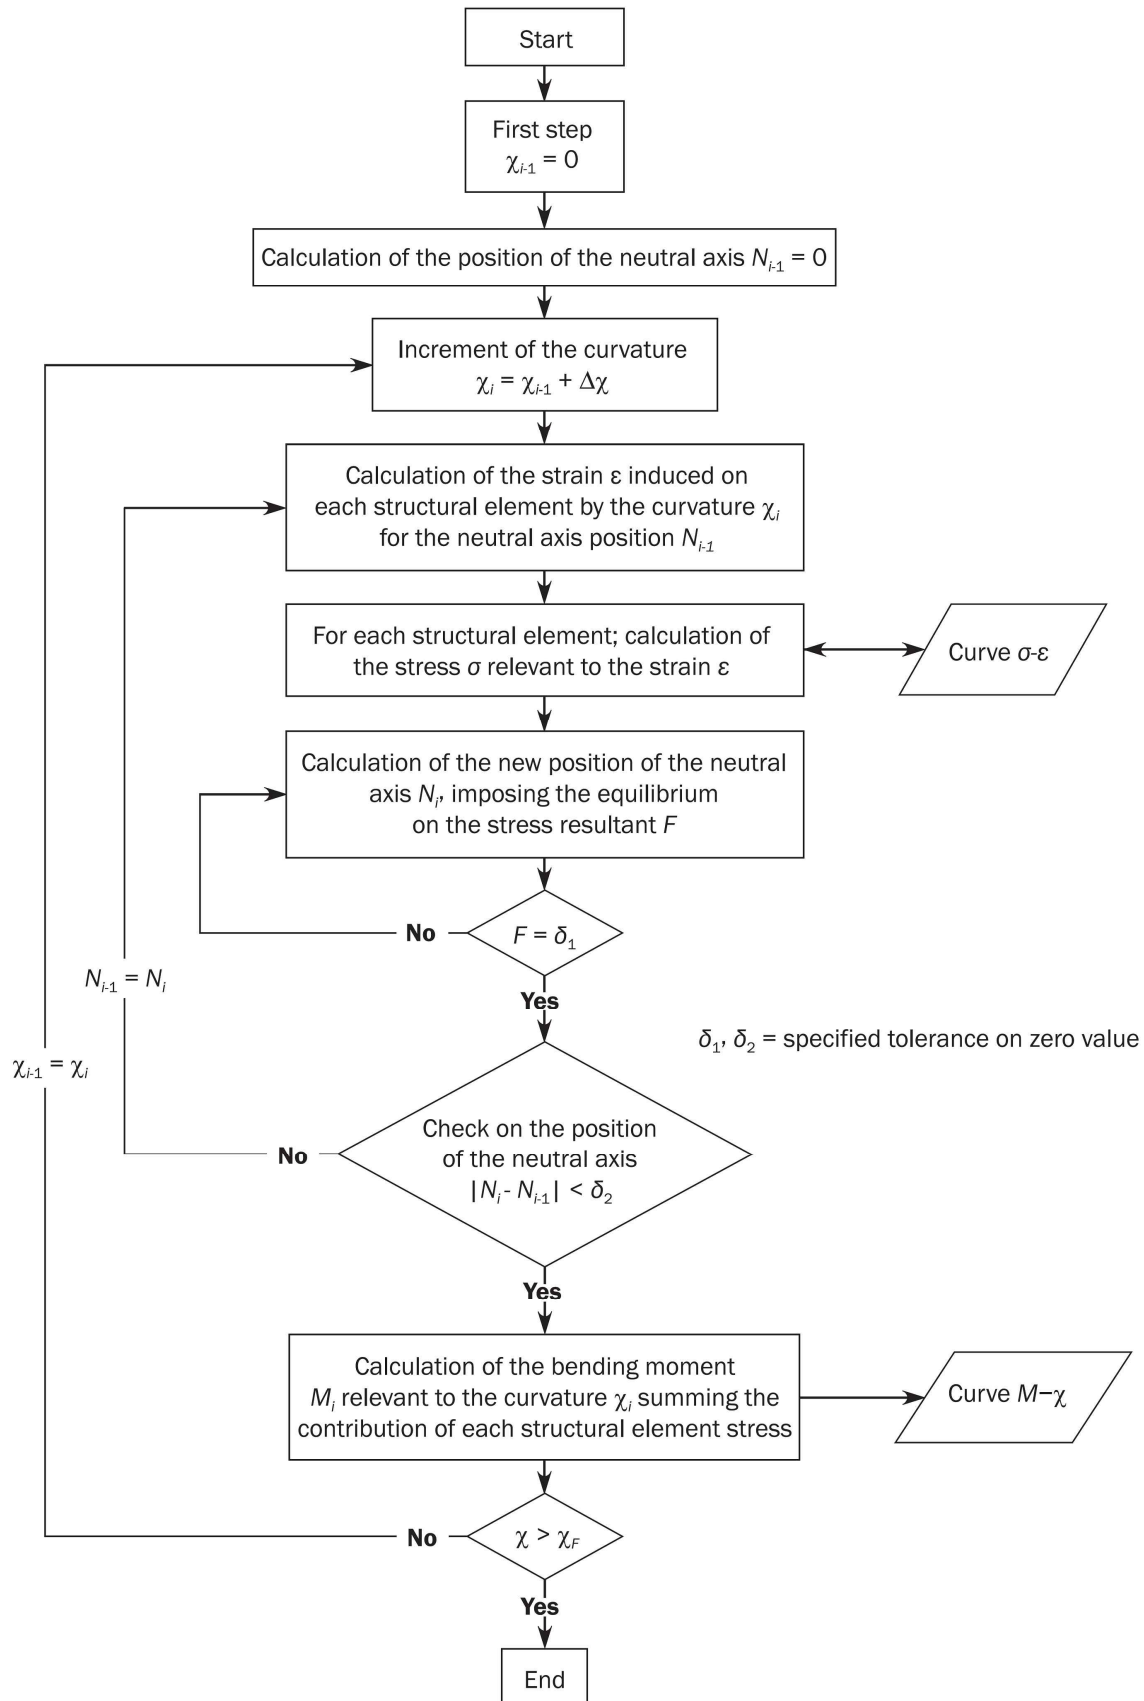 Start
First step
χi-1 = 0
Calculation of the position of the neutral axis Ni-1 = 0
Increment of the curvature
χi = χi-1 + Δχ
Calculation of the strain ε induced on
each structural element by the curvature χi
for the neutral axis position Ni-1
For each structural element; calculation of
the stress σ relevant to the strain ε
Curve σ-ε
Calculation of the new position of the neutral
axis Ni, imposing the equilibrium
on the stress resultant F
No
F = δ1
Ni-1 = Ni
Yes
δ1, δ2 = specified tolerance on zero value
χi-1 = χi
Check on the position
of the neutral axis
|Ni - Ni-1| < δ2
No
Yes
Calculation of the bending moment
Mi relevant to the curvature χi summing the
contribution of each structural element stress
Curve M–χ
No
χ > χF
Yes
End